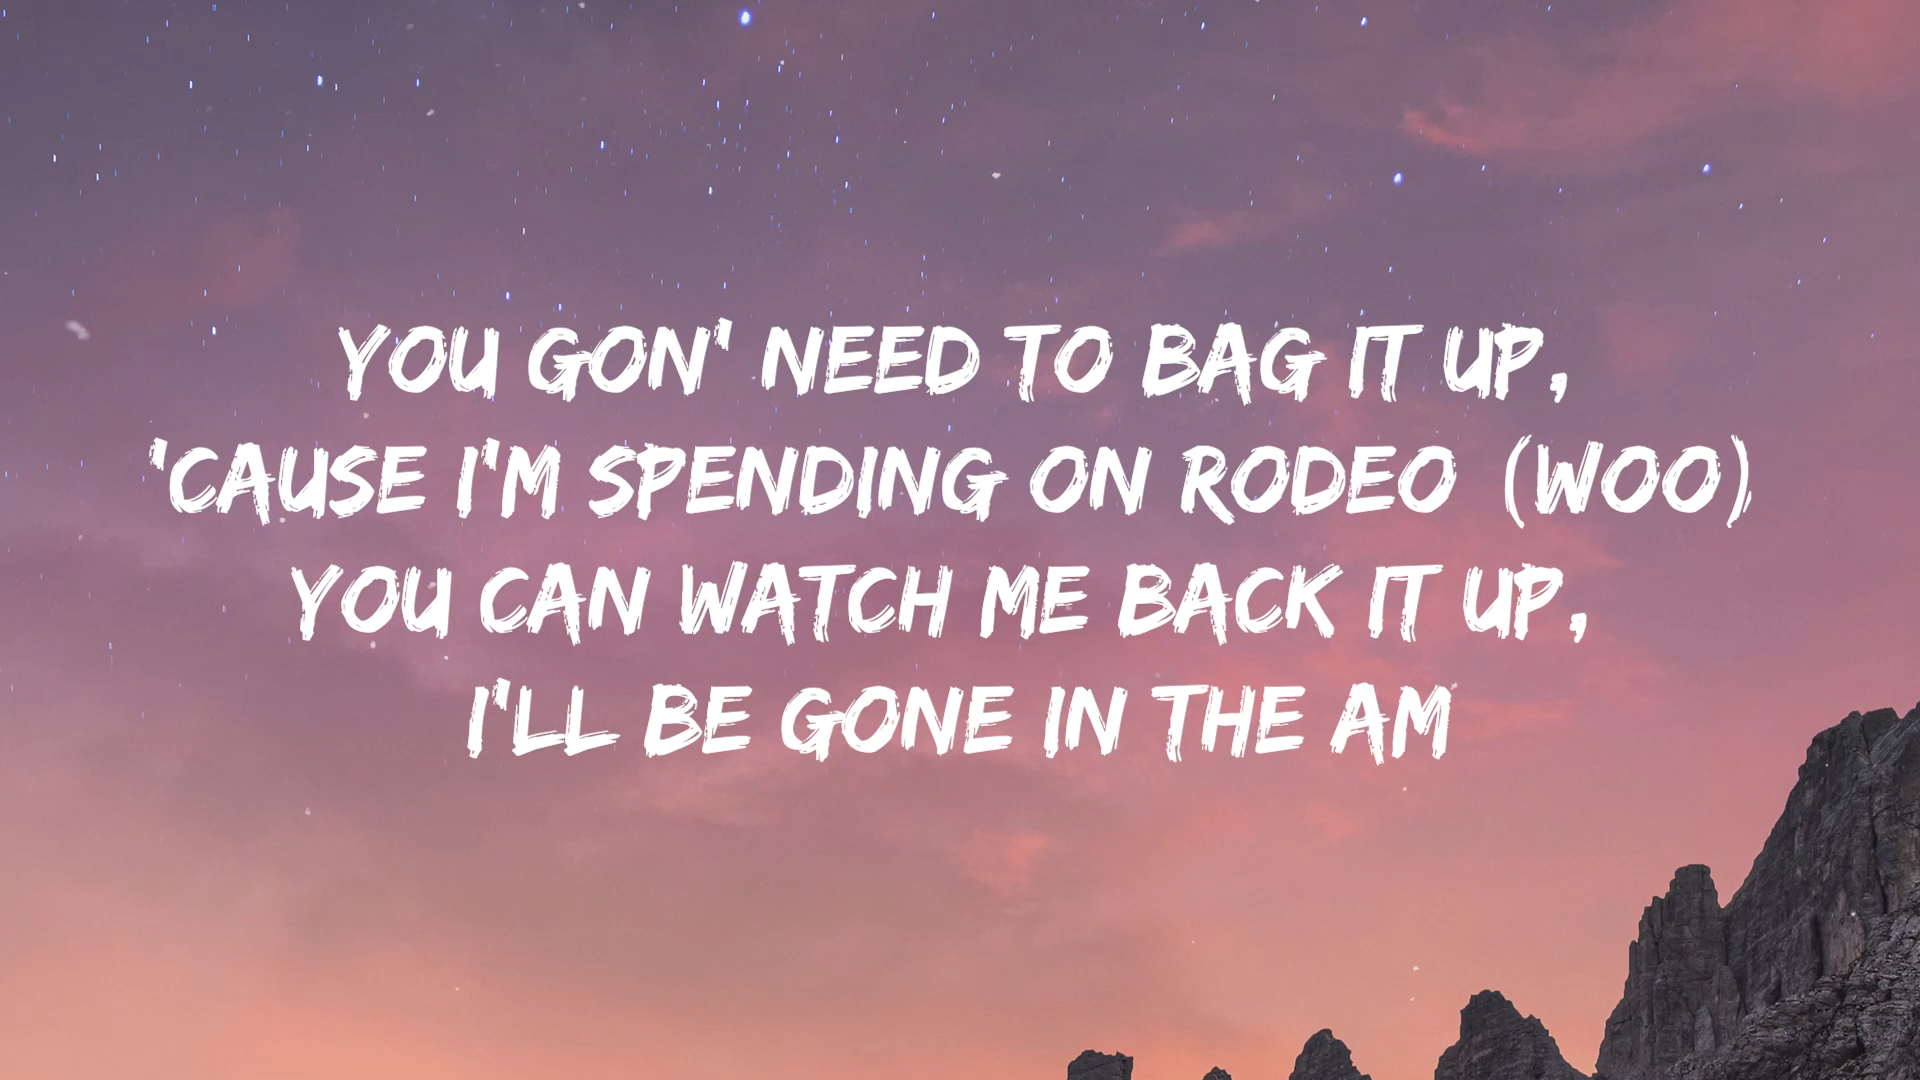 YOU GON' NEED TO BAG IT UP,
'CAUSE I'M SPENDING ON RODEO (WOO)
YOU CAN WATCH ME BACK IT UP,
I'LL BE GONE IN THE AM